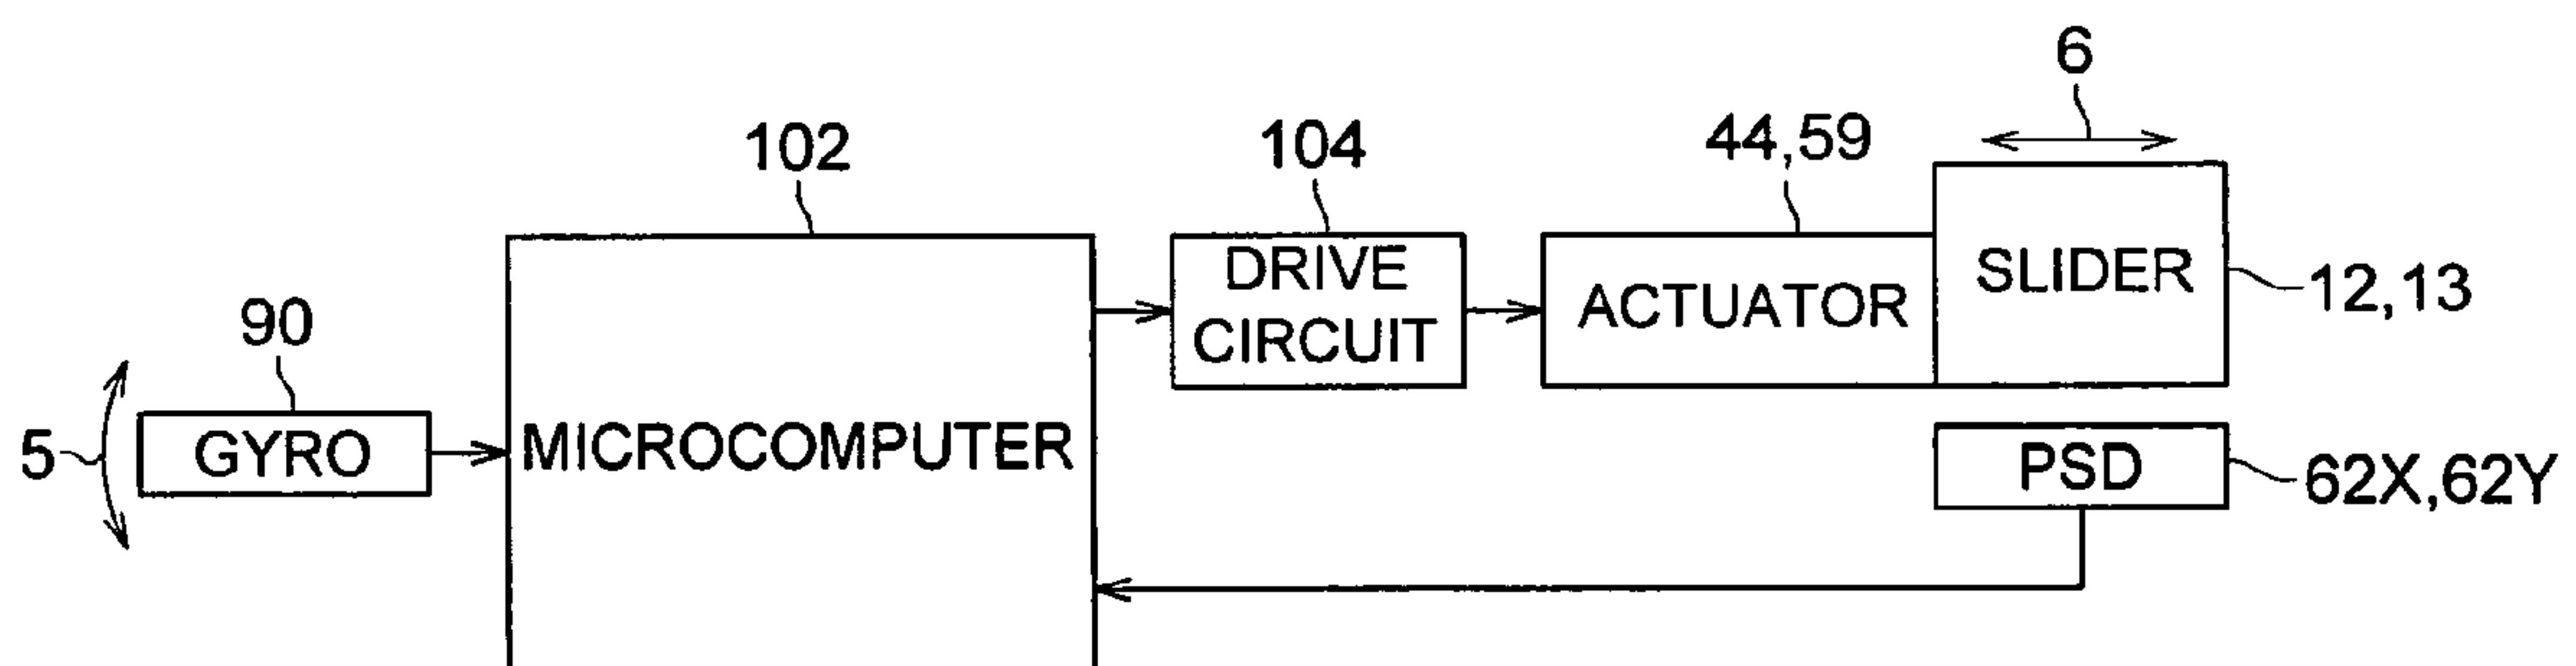 6
102
104
44,59
DRIVE
CIRCUIT
ACTUATOR
SLIDER
12,13
90
5
GYRO
MICROCOMPUTER
PSD
62X,62Y